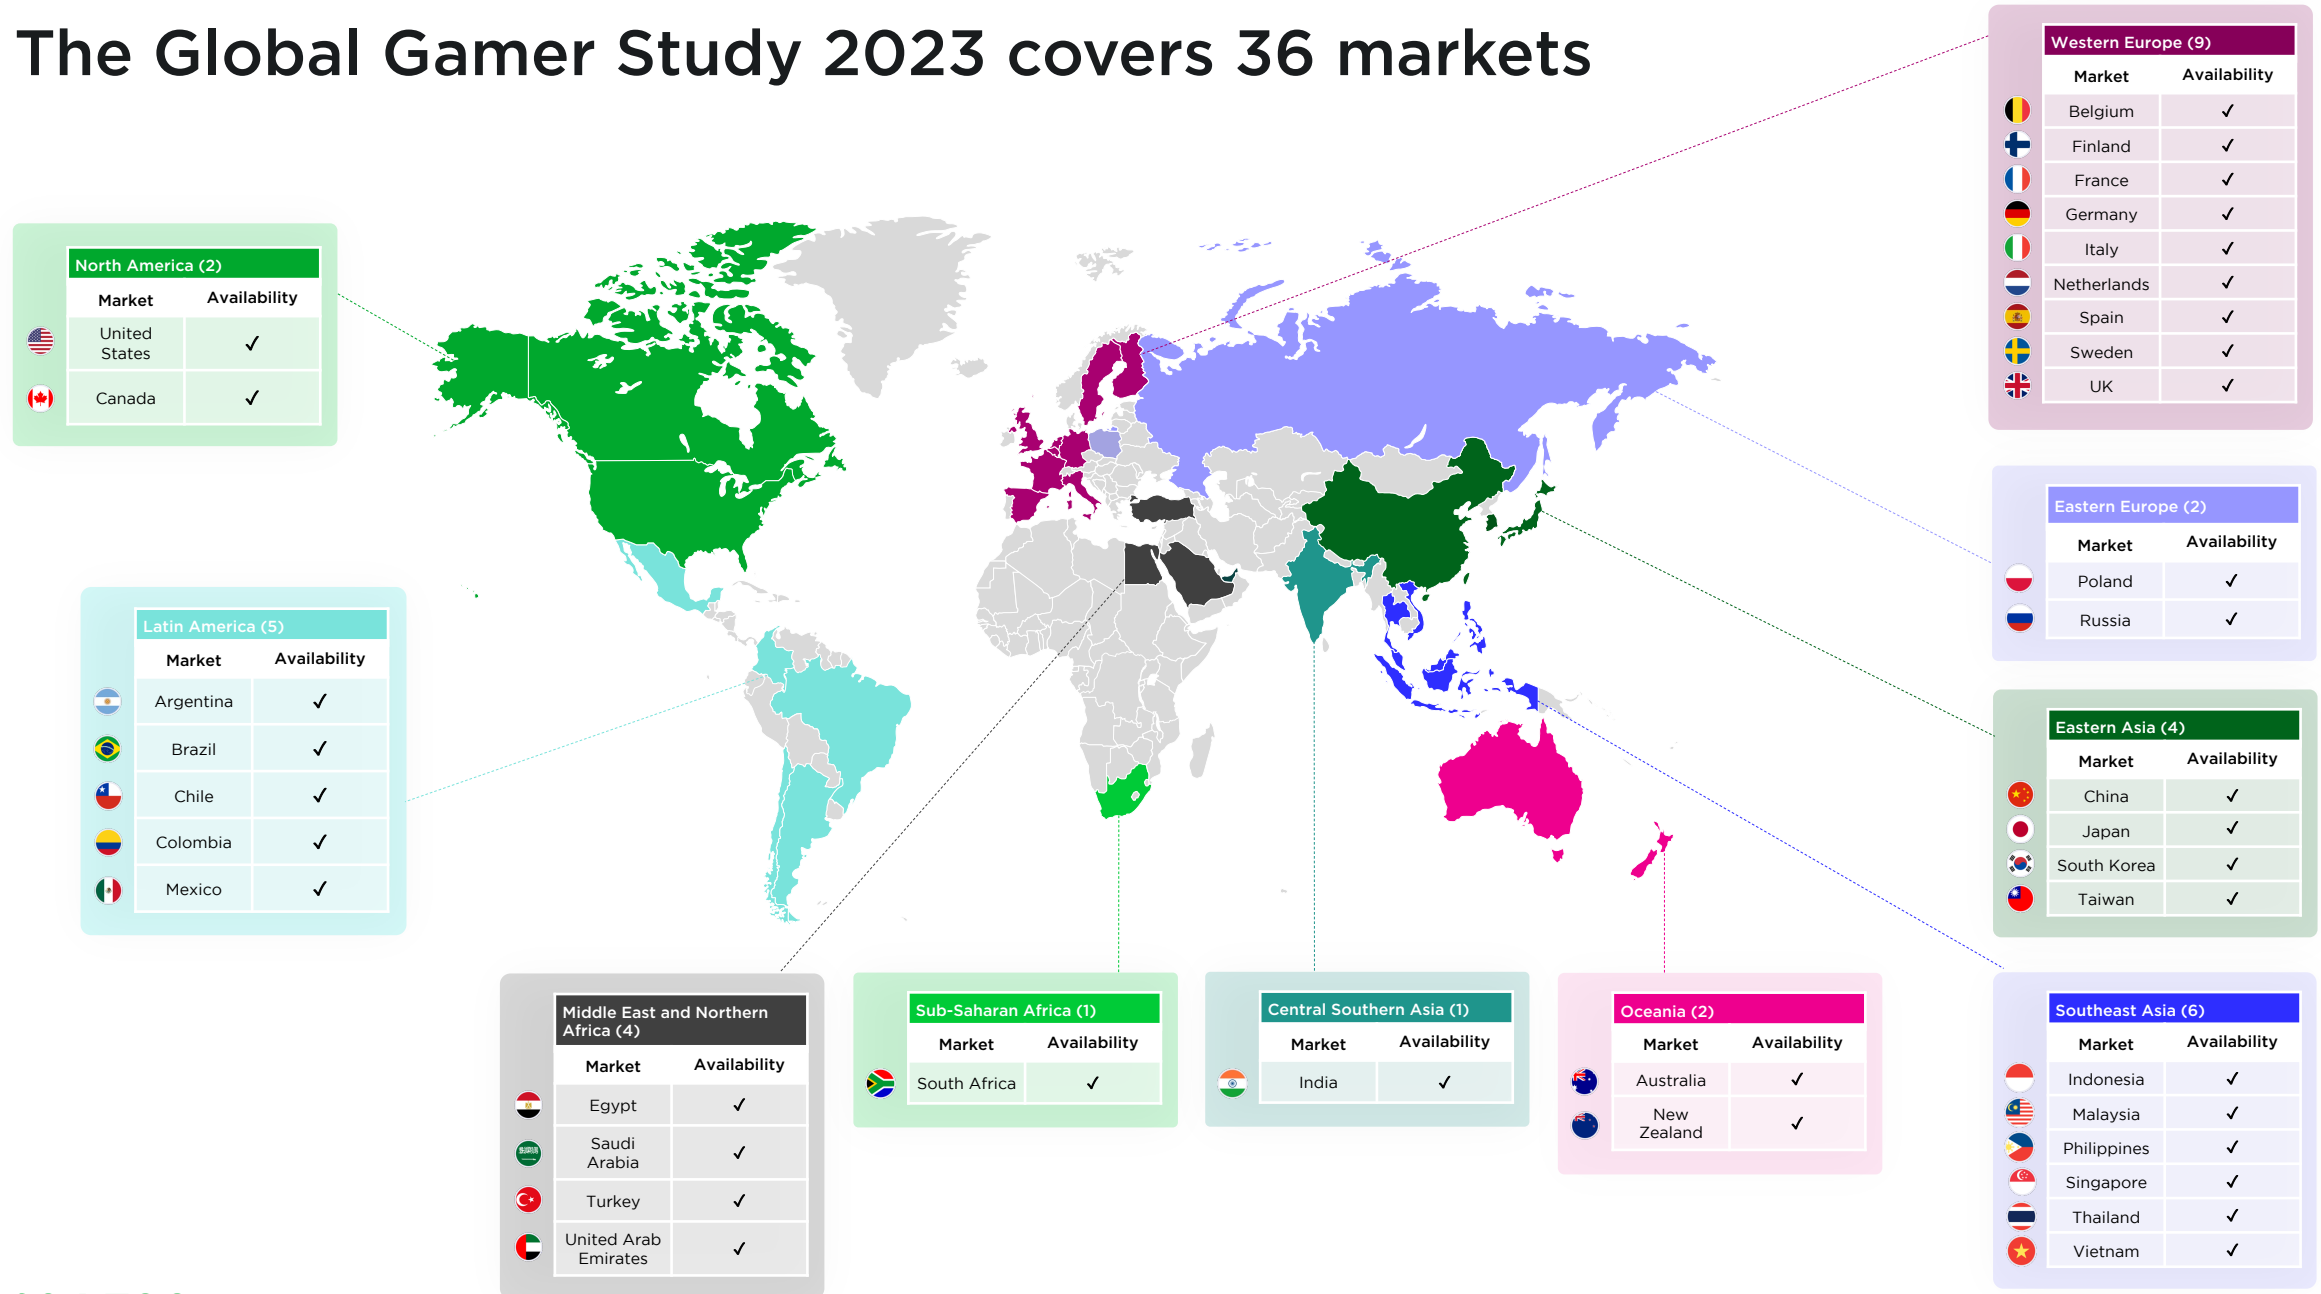 The Global Gamer Study 2023 covers 36 markets
North America (2)
Market Availability
United
States ✓
Canada ✓
Latin America (5)
Market Availability
Argentina ✓
Brazil ✓
Chile ✓
Colombia ✓
Mexico ✓
Middle East and Northern
Africa (4)
Market Availability
Egypt ✓
Saudi
Arabia ✓
Turkey ✓
United Arab
Emirates ✓
Sub-Saharan Africa (1)
Market Availability
South Africa ✓
Central Southern Asia (1)
Market Availability
India ✓
Oceania (2)
Market Availability
Australia ✓
New
Zealand ✓
Western Europe (9)
Market Availability
Belgium ✓
Finland ✓
France ✓
Germany ✓
Italy ✓
Netherlands ✓
Spain ✓
Sweden ✓
UK ✓
Eastern Europe (2)
Market Availability
Poland ✓
Russia ✓
Eastern Asia (4)
Market Availability
China ✓
Japan ✓
South Korea ✓
Taiwan ✓
Southeast Asia (6)
Market Availability
Indonesia ✓
Malaysia ✓
Philippines ✓
Singapore ✓
Thailand ✓
Vietnam ✓